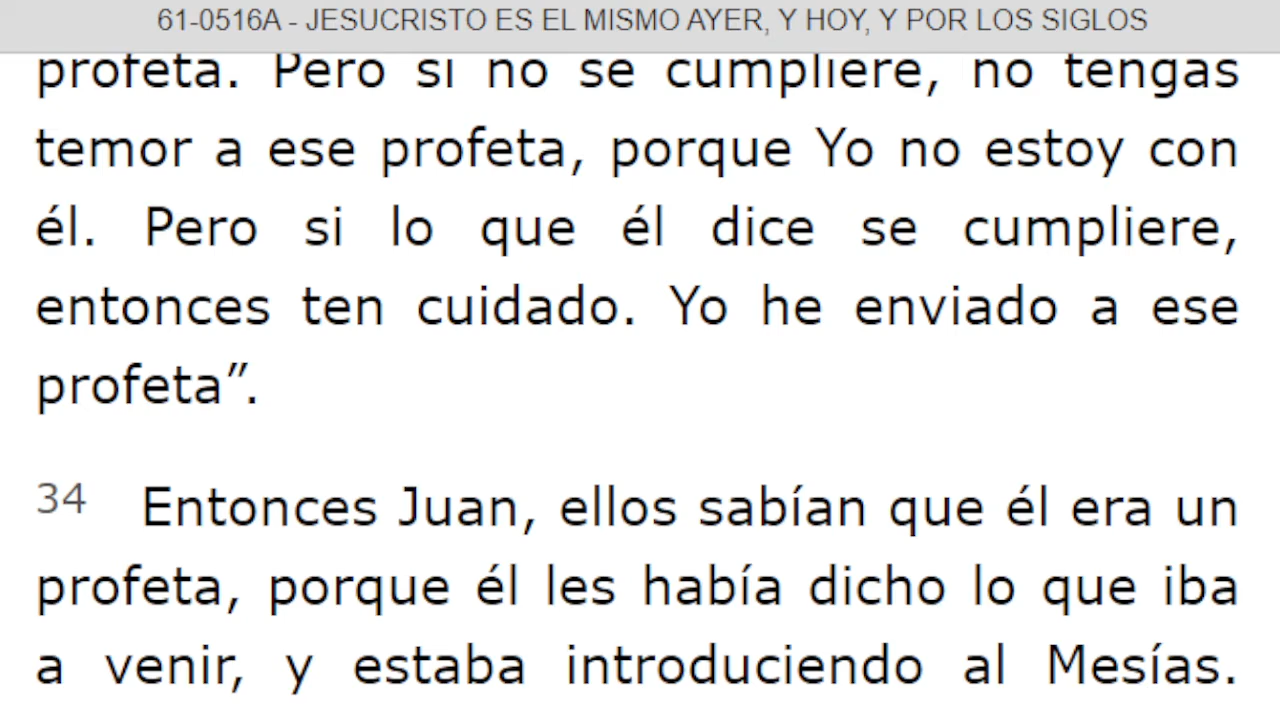 61-0516A - JESUCRISTO ES EL MISMO AYER, Y HOY, Y POR LOS SIGLOS
profeta. Pero si no se cumpliere, no tengas
temor a ese profeta, porque Yo no estoy con
él. Pero si lo que él dice se cumpliere,
entonces ten cuidado. Yo he enviado a ese
profeta”.
34 Entonces Juan, ellos sabían que él era un
profeta, porque él les había dicho lo que iba
a venir, y estaba introduciendo al Mesías.